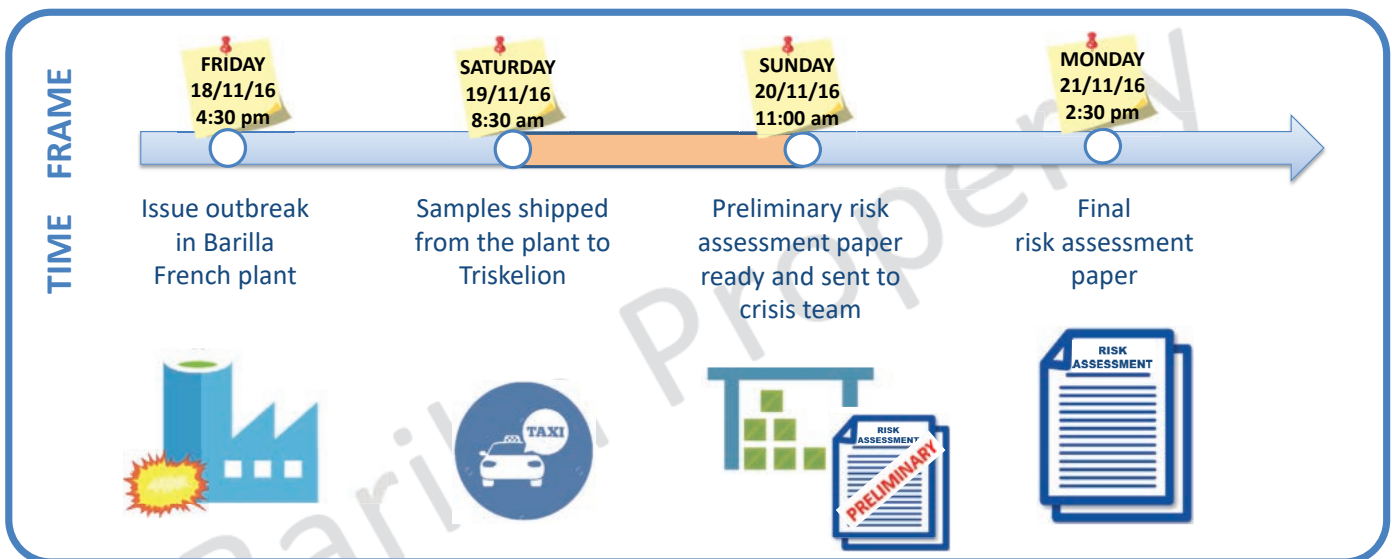 TIME FRAME
FRIDAY
18/11/16
4:30 pm
SATURDAY
19/11/16
8:30 am
SUNDAY
20/11/16
11:00 am
MONDAY
21/11/16
2:30 pm
Issue outbreak
in Barilla
French plant
Samples shipped
from the plant to
Triskelion
Preliminary risk
assessment paper
ready and sent to
crisis team
Final
risk assessment
paper
TAXI
RISK
ASSESSMENT
PRELIMINARY
RISK
ASSESSMENT
Barilla Propery